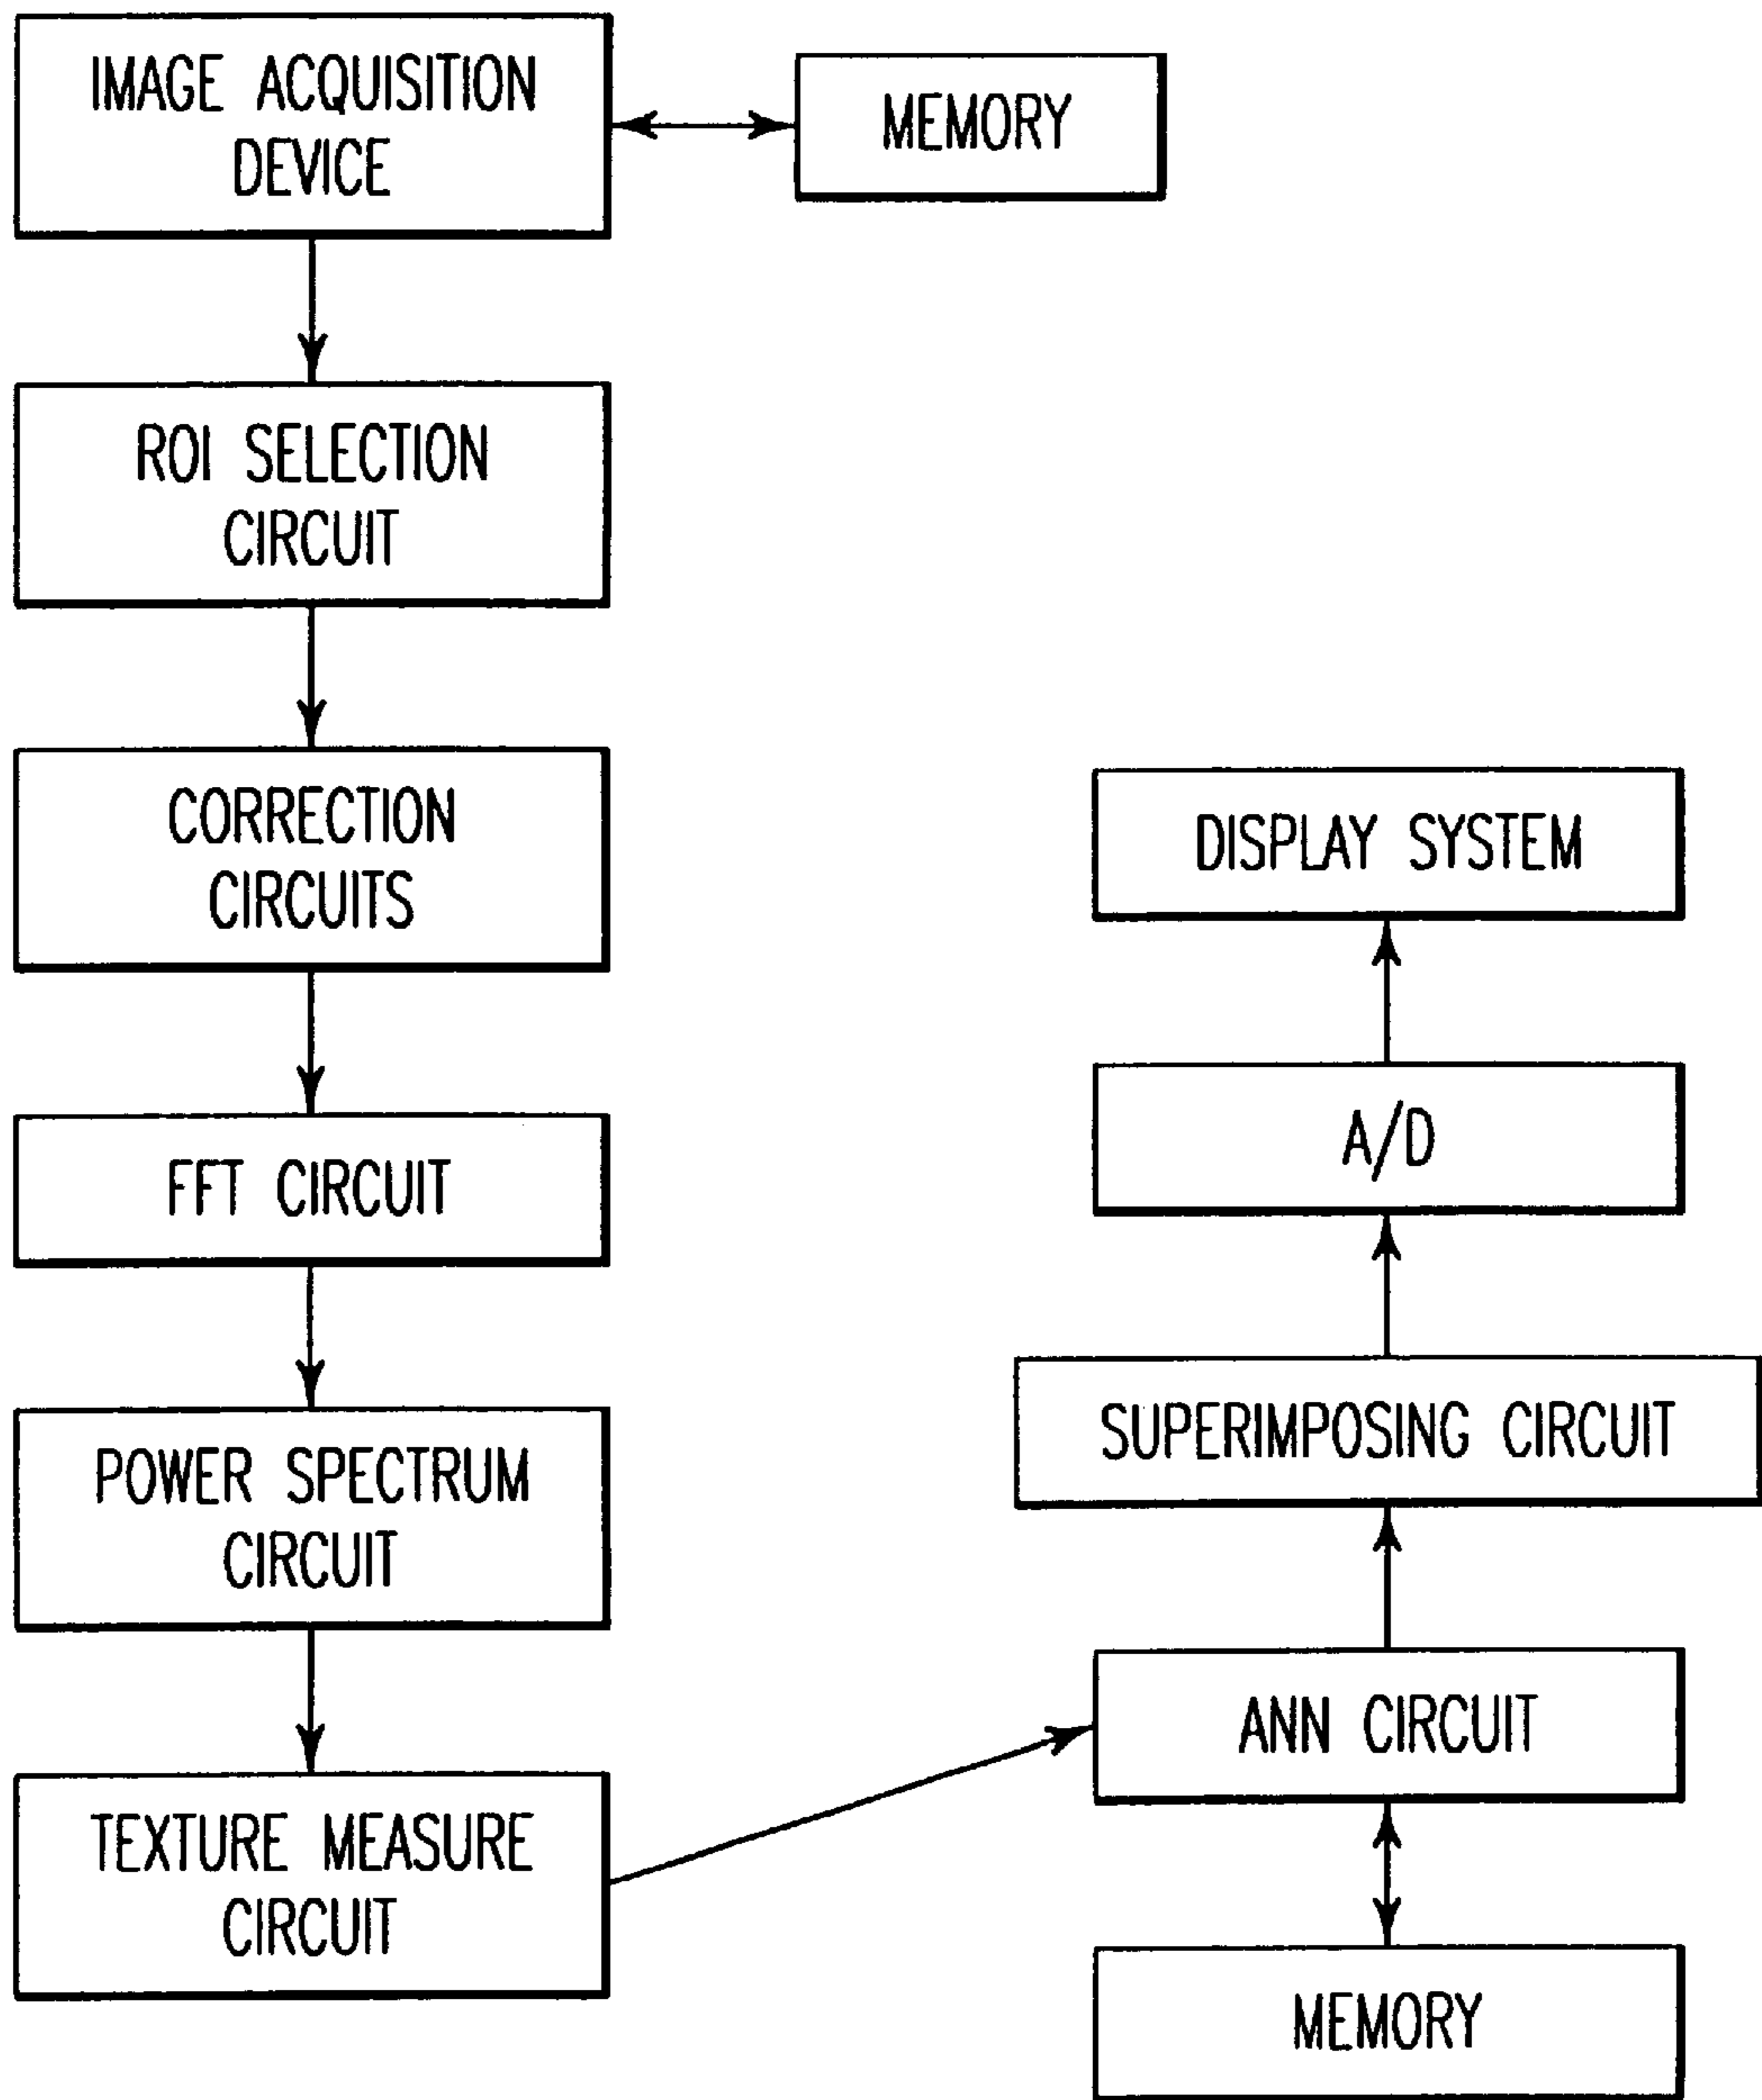 IMAGE ACQUISITION
DEVICE
MEMORY
ROI SELECTION
CIRCUIT
CORRECTION
CIRCUITS
FFT CIRCUIT
POWER SPECTRUM
CIRCUIT
TEXTURE MEASURE
CIRCUIT
DISPLAY SYSTEM
A/D
SUPERIMPOSING CIRCUIT
ANN CIRCUIT
MEMORY